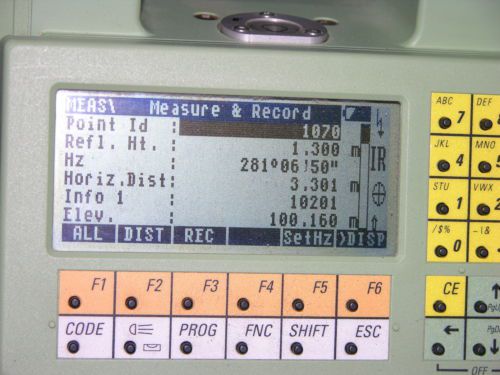 MEAS\ Measure & Record
Point Id : 1070
Refl. Ht. : 1.300 m
Hz : 281°06'50"
Horiz.Dist: 3.301 m
Info 1 : 10201
Elev. : 100.160 m
IR
ALL DIST REC SetHz >DISP
F1 F2 F3 F4 F5 F6
CODE PROG FNC SHIFT ESC
ABC 7 DEF
JKL 4 MNO
STU 1 VWX 2
/$% 0 -\&
CE PgU
PgD
OFF